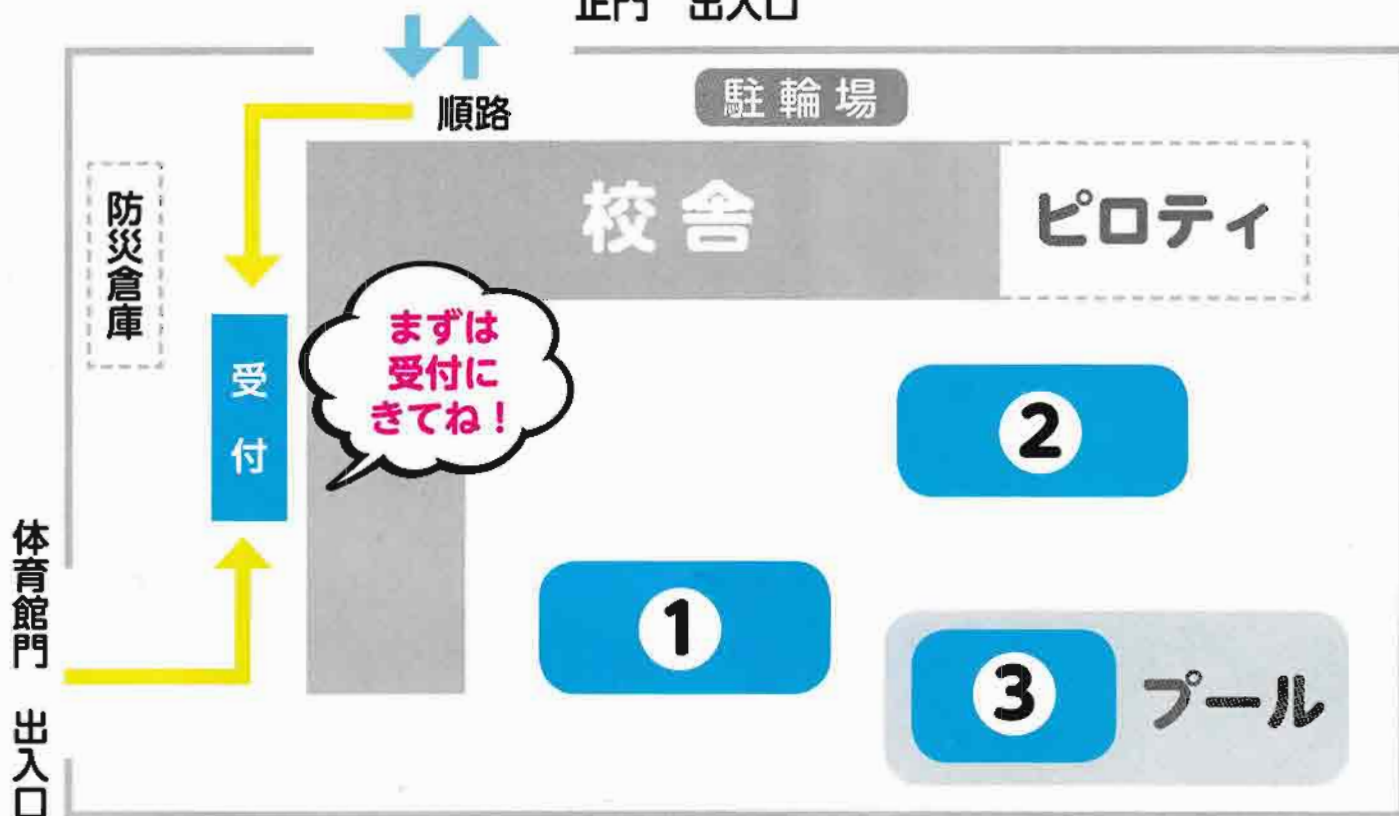 正門 出入口
順路
駐輪場
校舎
ピロティ
防災倉庫
受付
まずは
受付に
きてね！
②
①
③
プール
体育館門 出入口